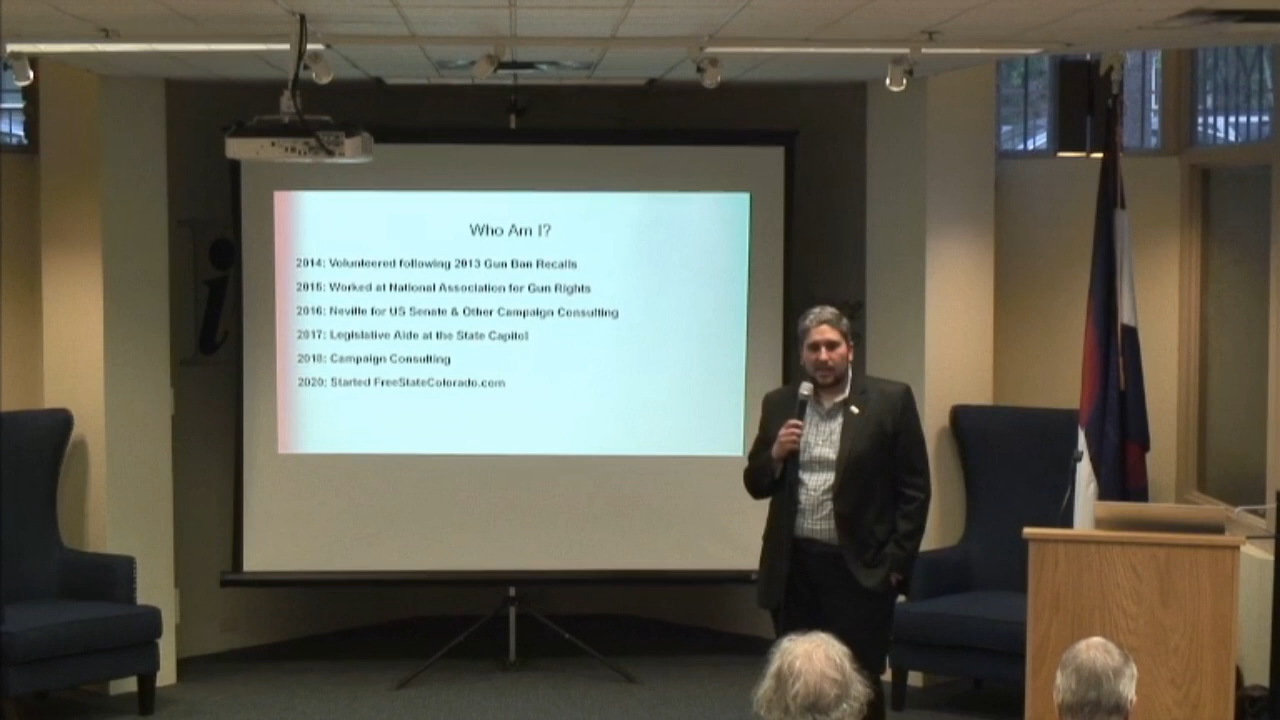 Who Am I?
2014: Volunteered following 2013 Gun Ban Recalls
2015: Worked at National Association for Gun Rights
2016: Neville for US Senate & Other Campaign Consulting
2017: Legislative Aide at the State Capitol
2018: Campaign Consulting
2020: Started FreeStateColorado.com
i